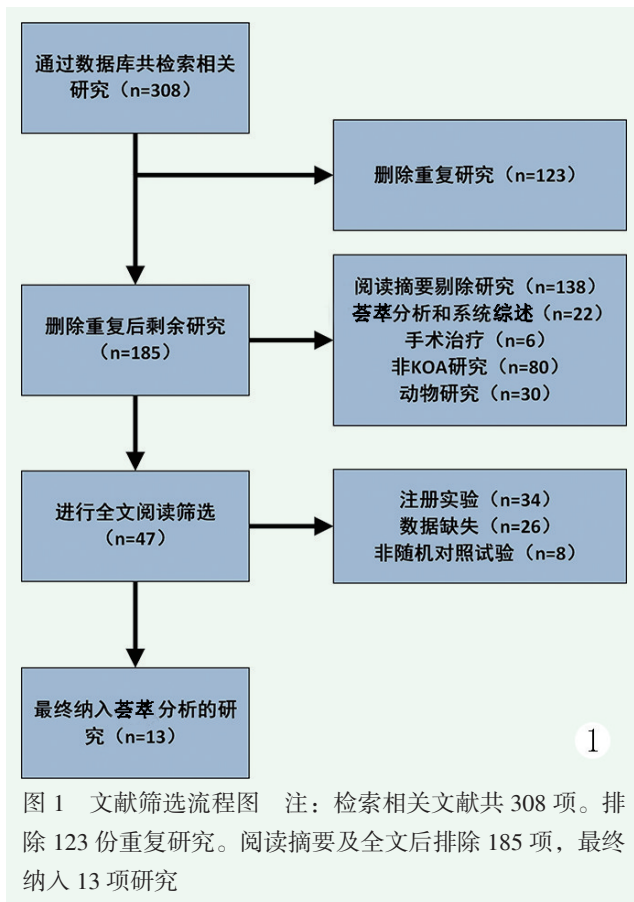 通过数据库共检索相关
研究（n=308）
删除重复研究（n=123）
删除重复后剩余研究
（n=185）
阅读摘要剔除研究（n=138）
荟萃分析和系统综述（n=22）
手术治疗（n=6）
非KOA研究（n=80）
动物研究（n=30）
进行全文阅读筛选
（n=47）
注册实验（n=34）
数据缺失（n=26）
非随机对照试验（n=8）
最终纳入荟萃分析的研
究（n=13）
1
图 1 文献筛选流程图 注：检索相关文献共 308 项。排
除 123 份重复研究。阅读摘要及全文后排除 185 项，最终
纳入 13 项研究